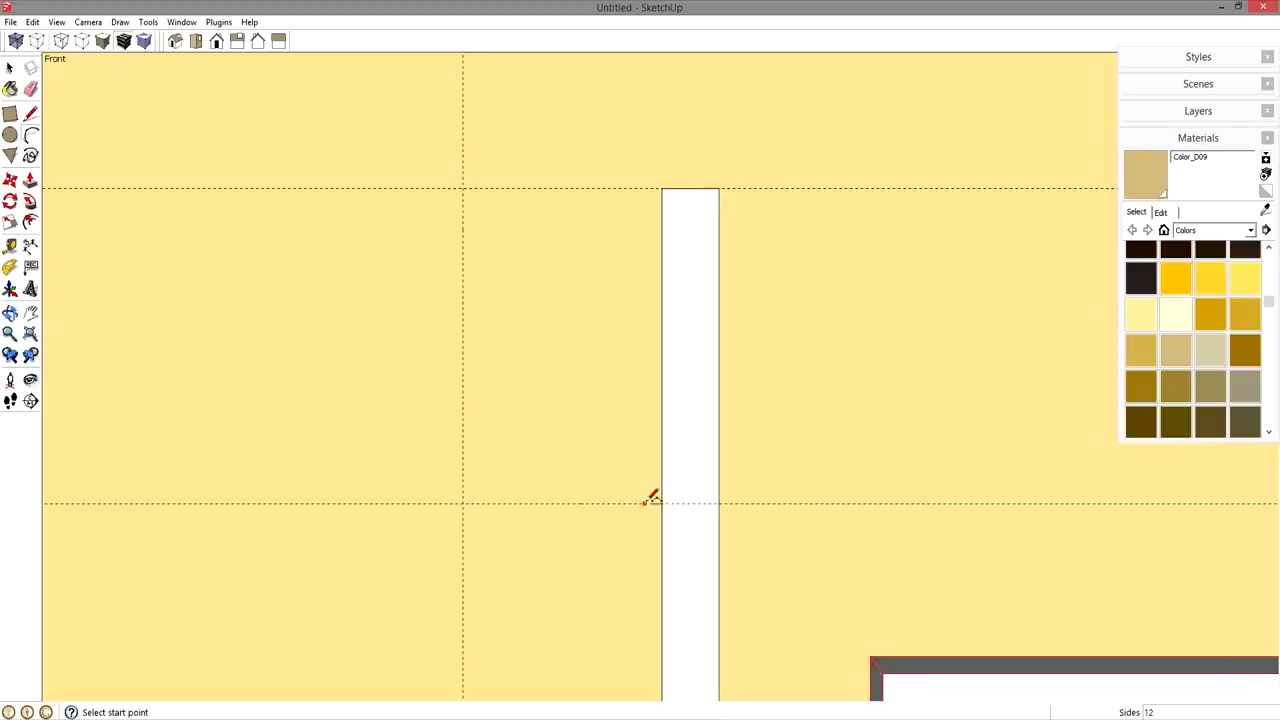 Untitled - SketchUp
File Edit View Camera Draw Tools Window Plugins Help
Front
Styles
Scenes
Layers
Materials
Color_D09
Select Edit
Colors
Select start point
Sides 12